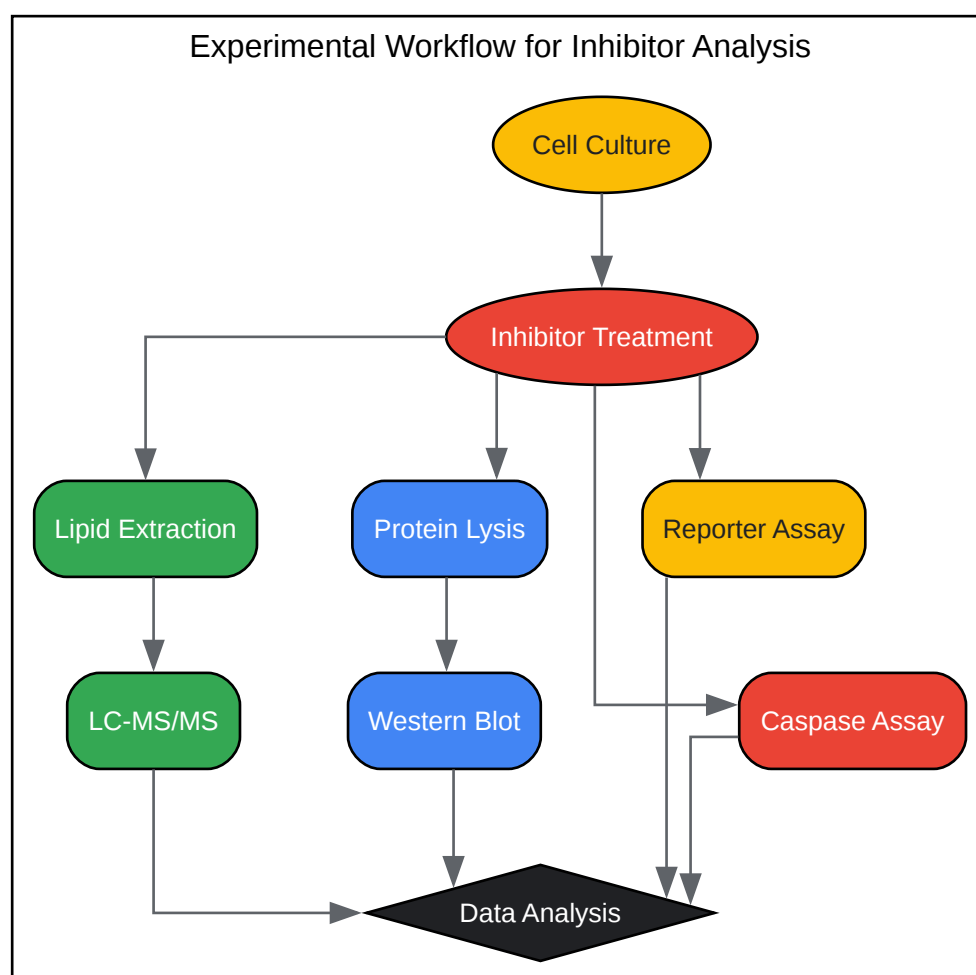 Experimental Workflow for Inhibitor Analysis
Cell Culture
Inhibitor Treatment
Lipid Extraction
Protein Lysis
Reporter Assay
LC-MS/MS
Western Blot
Caspase Assay
Data Analysis